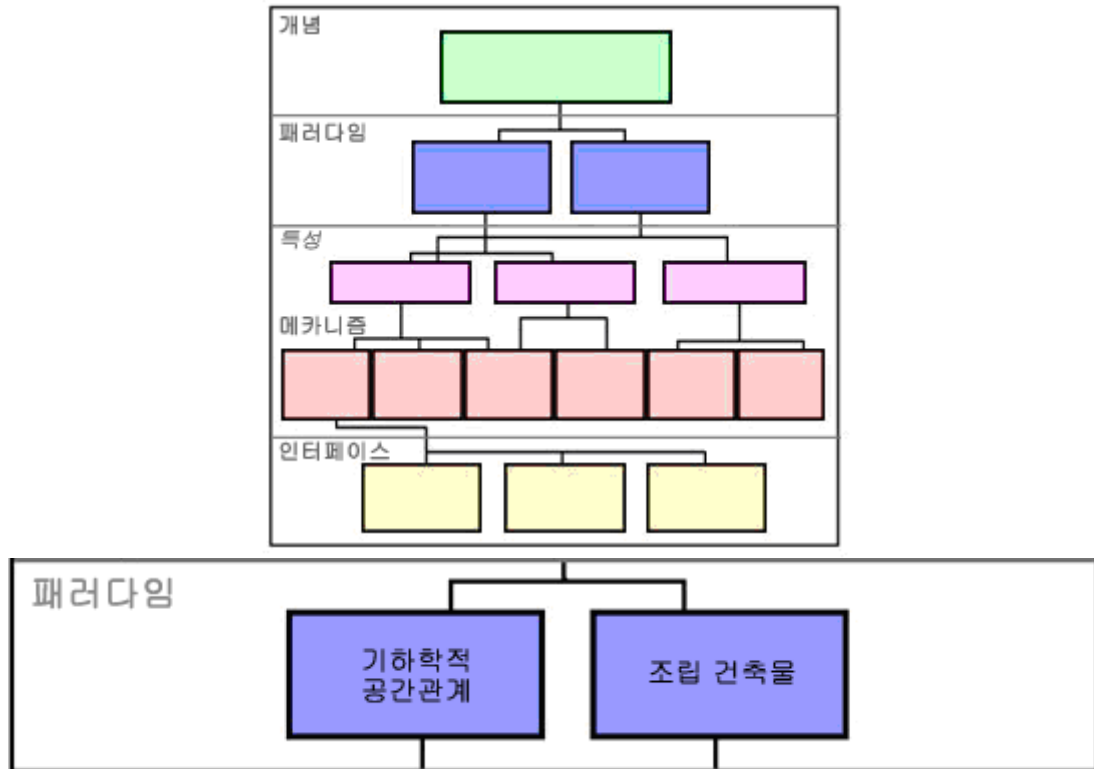 개념
패러다임
특성
메카니즘
인터페이스
패러다임
기하학적
공간관계
조립 건축물